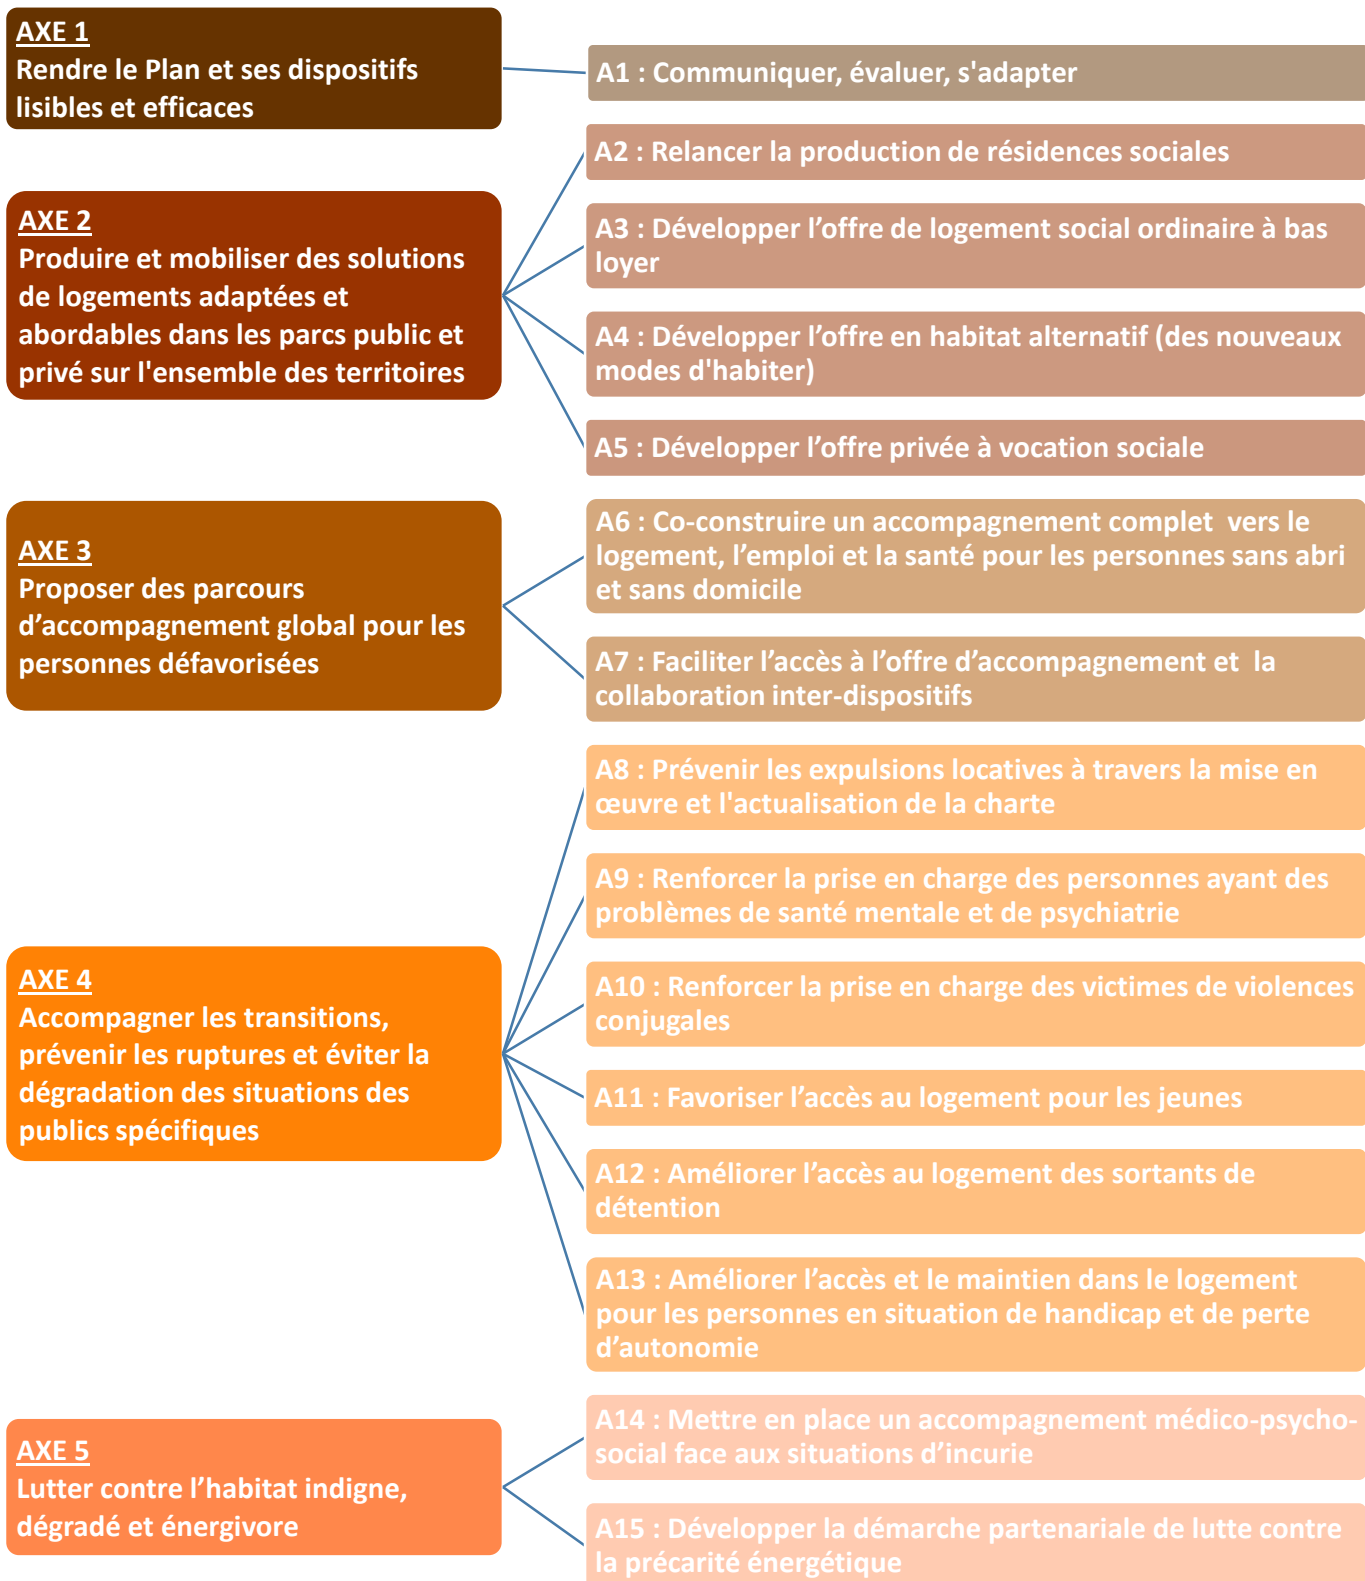 AXE 1
Rendre le Plan et ses dispositifs
lisibles et efficaces
A1 : Communiquer, évaluer, s'adapter
AXE 2
Produire et mobiliser des solutions
de logements adaptées et
abordables dans les parcs public et
privé sur l'ensemble des territoires
A2 : Relancer la production de résidences sociales
A3 : Développer l’offre de logement social ordinaire à bas
loyer
A4 : Développer l’offre en habitat alternatif (des nouveaux
modes d'habiter)
A5 : Développer l’offre privée à vocation sociale
AXE 3
Proposer des parcours
d’accompagnement global pour les
personnes défavorisées
A6 : Co-construire un accompagnement complet  vers le
logement, l’emploi et la santé pour les personnes sans abri
et sans domicile
A7 : Faciliter l’accès à l’offre d’accompagnement et  la
collaboration inter-dispositifs
AXE 4
Accompagner les transitions,
prévenir les ruptures et éviter la
dégradation des situations des
publics spécifiques
A8 : Prévenir les expulsions locatives à travers la mise en
œuvre et l'actualisation de la charte
A9 : Renforcer la prise en charge des personnes ayant des
problèmes de santé mentale et de psychiatrie
A10 : Renforcer la prise en charge des victimes de violences
conjugales
A11 : Favoriser l’accès au logement pour les jeunes
A12 : Améliorer l’accès au logement des sortants de
détention
A13 : Améliorer l’accès et le maintien dans le logement
pour les personnes en situation de handicap et de perte
d’autonomie
AXE 5
Lutter contre l’habitat indigne,
dégradé et énergivore
A14 : Mettre en place un accompagnement médico-psycho-
social face aux situations d’incurie
A15 : Développer la démarche partenariale de lutte contre
la précarité énergétique